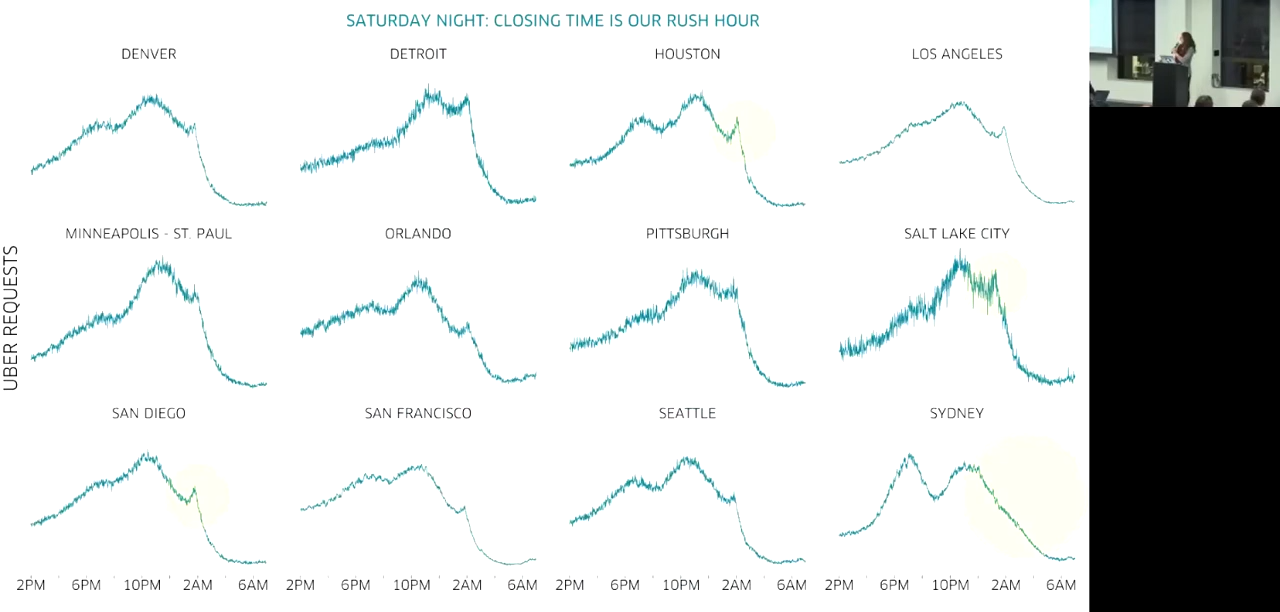 SATURDAY NIGHT: CLOSING TIME IS OUR RUSH HOUR
DENVER
DETROIT
HOUSTON
LOS ANGELES
MINNEAPOLIS - ST. PAUL
ORLANDO
PITTSBURGH
SALT LAKE CITY
UBER REQUESTS
SAN DIEGO
SAN FRANCISCO
SEATTLE
SYDNEY
2PM 6PM 10PM 2AM 6AM
2PM 6PM 10PM 2AM 6AM
2PM 6PM 10PM 2AM 6AM
2PM 6PM 10PM 2AM 6AM